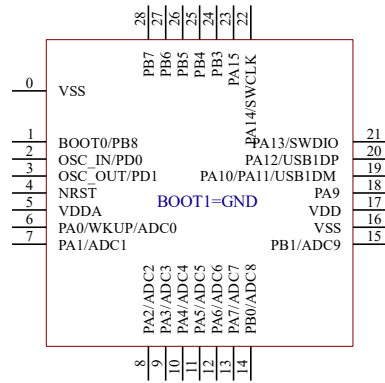 28 27 26 25 24 23 22
PB7 PB6 PB5 PB4 PB3 PA15 PA14/SWCLK
0 VSS
1 BOOT0/PB8
2 OSC_IN/PD0
3 OSC_OUT/PD1
4 NRST
5 VDDA
6 PA0/WKUP/ADC0
7 PA1/ADC1
BOOT1=GND
PA13/SWDIO 21
PA12/USB1DP 20
PA10/PA11/USB1DM 19
PA9 18
VDD 17
VSS 16
PB1/ADC9 15
PA2/ADC2 PA3/ADC3 PA4/ADC4 PA5/ADC5 PA6/ADC6 PA7/ADC7 PB0/ADC8
8 9 10 11 12 13 14